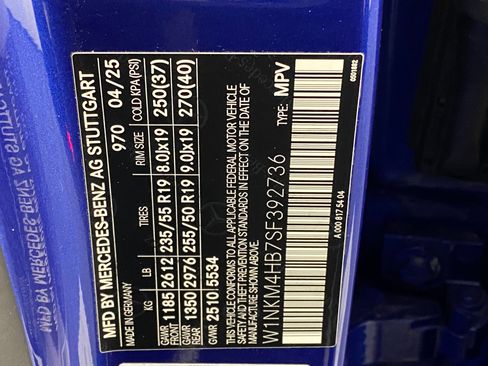 MFD BY MERCEDES-BENZ AG STUTTGART
MADE IN GERMANY 970 04/25
KG LB TIRES RIM SIZE COLD KPA(PSI)
GAWR FRONT 1185 2612 235/55 R19 8.0Jx19 250(37)
GAWR REAR 1350 2976 255/50 R19 9.0Jx19 270(40)
GVWR 2510 5534
THIS VEHICLE CONFORMS TO ALL APPLICABLE FEDERAL MOTOR VEHICLE
SAFETY AND THEFT PREVENTION STANDARDS IN
EFFECT ON THE DATE OF MANUFACTURE SHOWN ABOVE.
W1NKM4HB7SF392736 TYPE: MPV
A 000 817 54 04